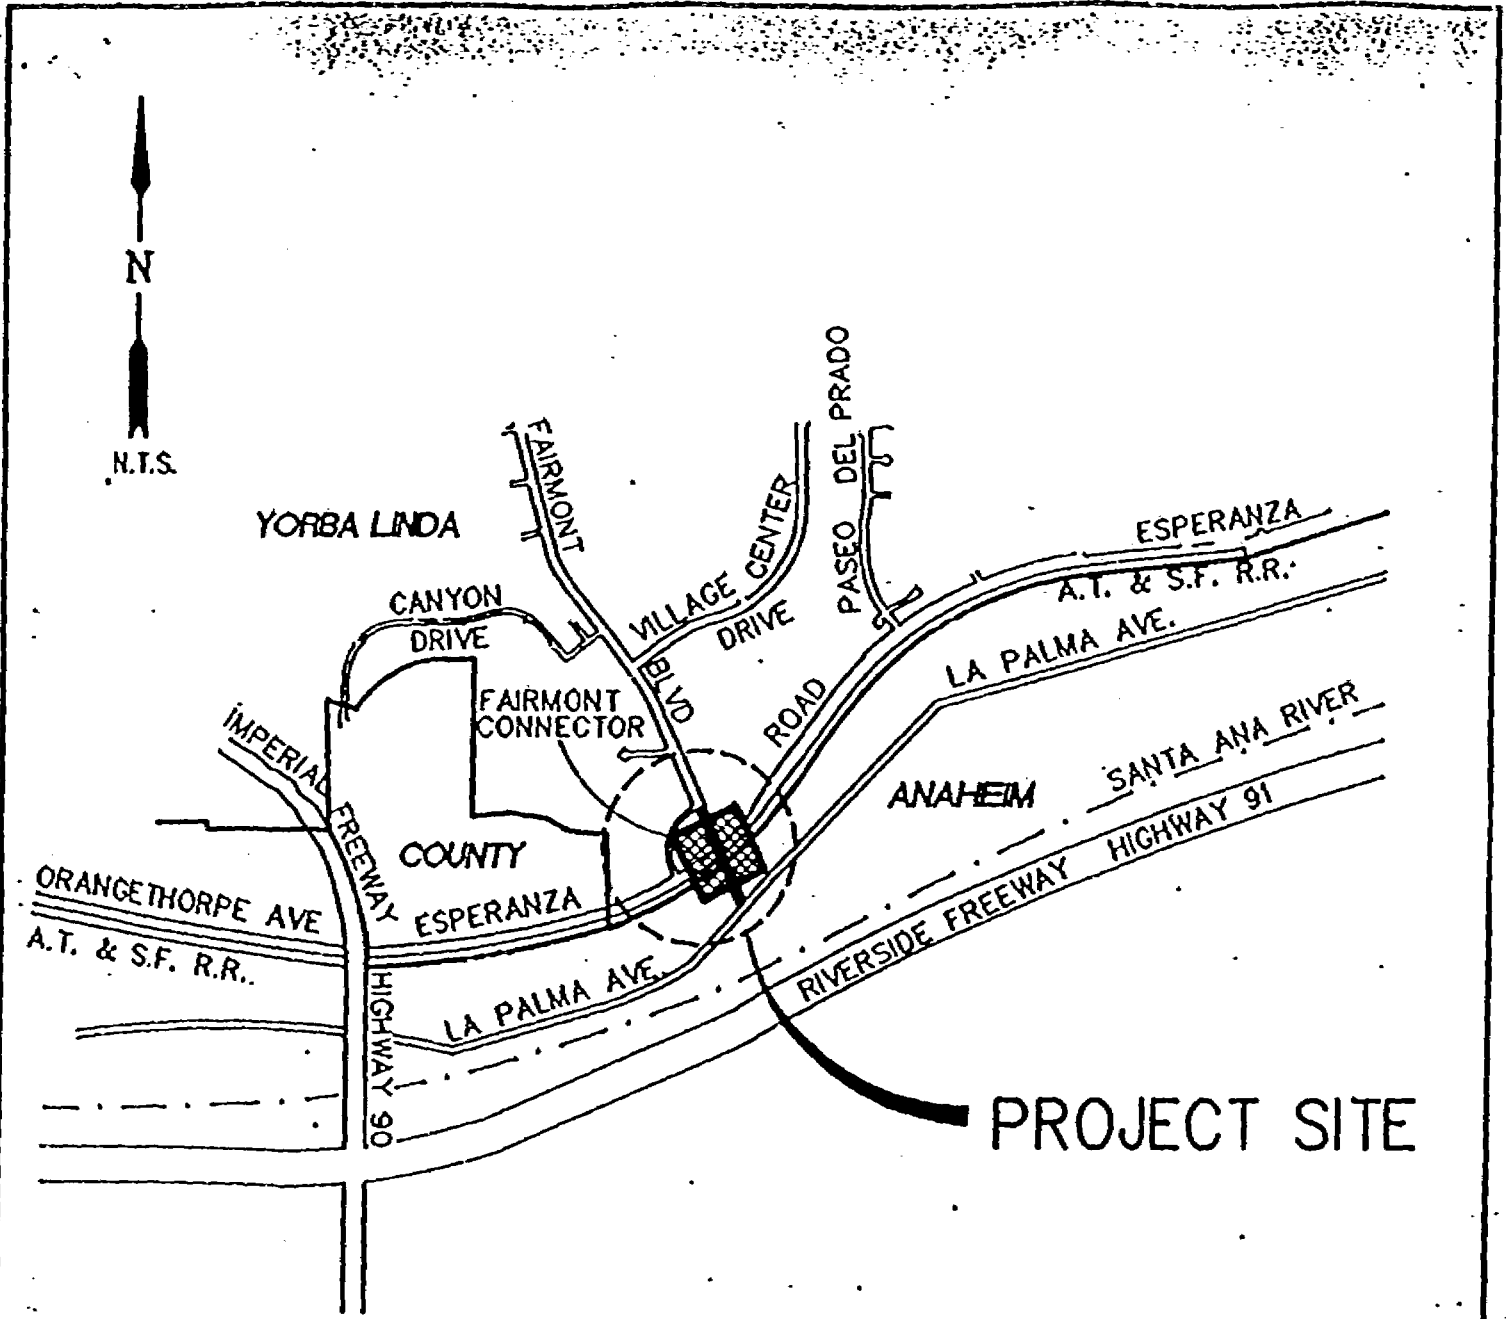 N
N.T.S.
FAIRMONT
BLVD
VILLAGE CENTER
DRIVE
PASEO DEL PRADO
YORBA LINDA
ESPERANZA
ROAD
A.T. & S.F. R.R.
CANYON
DRIVE
LA PALMA AVE.
FAIRMONT
CONNECTOR
IMPERIAL FREEWAY
SANTA ANA RIVER
ANAHEIM
RIVERSIDE FREEWAY HIGHWAY 91
COUNTY
ORANGETHORPE AVE
ESPERANZA
A.T. & S.F. R.R.
LA PALMA AVE.
HIGHWAY 90
PROJECT SITE